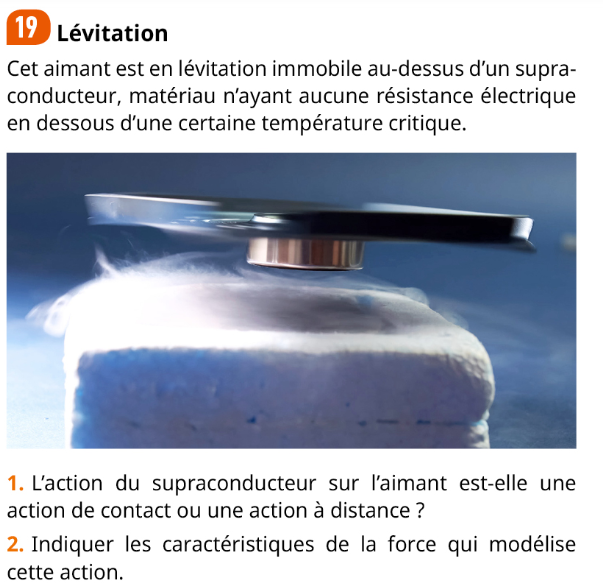 19 Lévitation
Cet aimant est en lévitation immobile au-dessus d’un supra-
conducteur, matériau n’ayant aucune résistance électrique
en dessous d’une certaine température critique.
1. L’action du supraconducteur sur l’aimant est-elle une
action de contact ou une action à distance ?
2. Indiquer les caractéristiques de la force qui modélise
cette action.